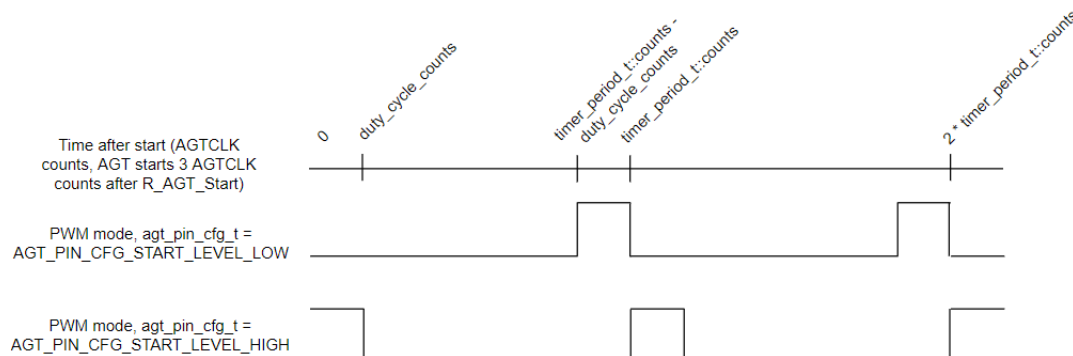 0
duty_cycle_counts
timer_period_t::counts -
duty_cycle_counts
timer_period_t::counts
2 * timer_period_t::counts
Time after start (AGTCLK
counts, AGT starts 3 AGTCLK
counts after R_AGT_Start)
PWM mode, agt_pin_cfg_t =
AGT_PIN_CFG_START_LEVEL_LOW
PWM mode, agt_pin_cfg_t =
AGT_PIN_CFG_START_LEVEL_HIGH